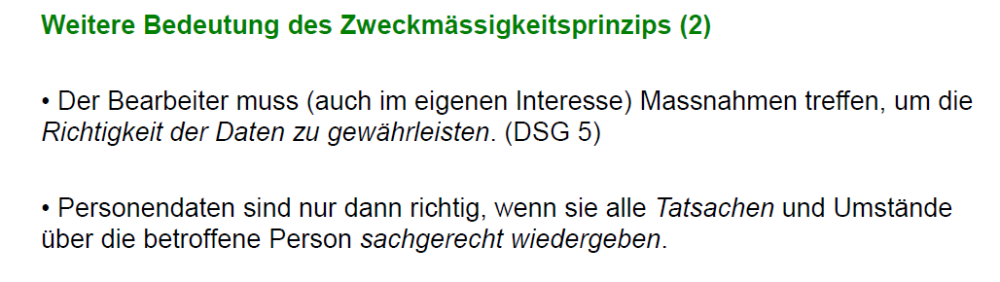 Weitere Bedeutung des Zweckmässigkeitsprinzips (2)
• Der Bearbeiter muss (auch im eigenen Interesse) Massnahmen treffen, um die
Richtigkeit der Daten zu gewährleisten. (DSG 5)
• Personendaten sind nur dann richtig, wenn sie alle Tatsachen und Umstände
über die betroffene Person sachgerecht wiedergeben.